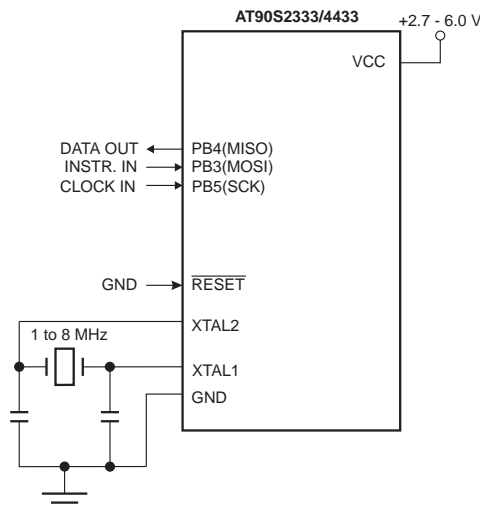 AT90S2333/4433
+2.7 - 6.0 V
VCC
DATA OUT PB4(MISO)
INSTR. IN PB3(MOSI)
CLOCK IN PB5(SCK)
GND RESET
XTAL2
1 to 8 MHz
XTAL1
GND